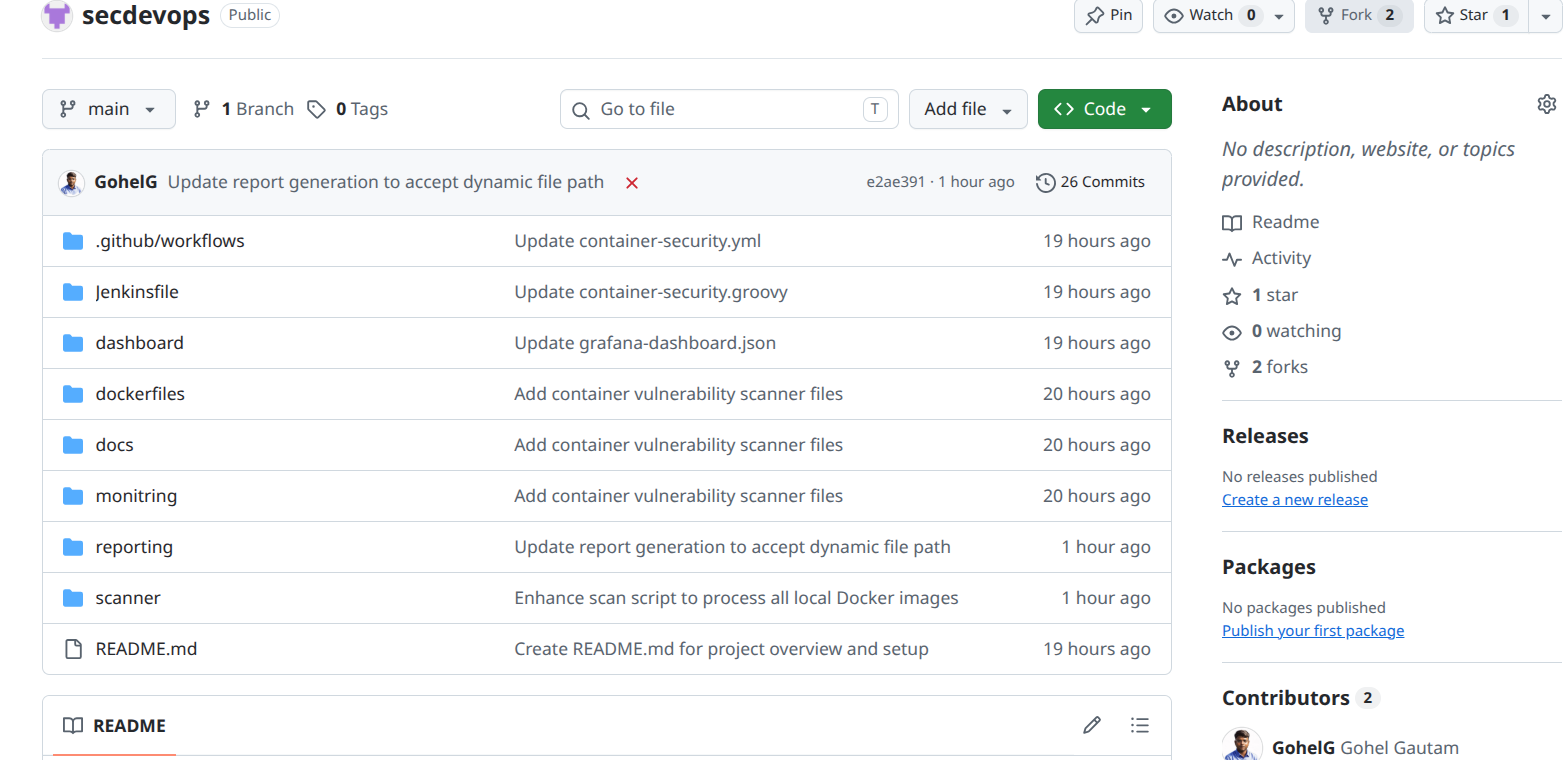 secdevops Public Pin Watch 0 Fork 2 Star 1
main 1 Branch 0 Tags Go to file T Add file Code
GohelG Update report generation to accept dynamic file path e2ae391 · 1 hour ago 26 Commits
.github/workflows Update container-security.yml 19 hours ago
Jenkinsfile Update container-security.groovy 19 hours ago
dashboard Update grafana-dashboard.json 19 hours ago
dockerfiles Add container vulnerability scanner files 20 hours ago
docs Add container vulnerability scanner files 20 hours ago
monitring Add container vulnerability scanner files 20 hours ago
reporting Update report generation to accept dynamic file path 1 hour ago
scanner Enhance scan script to process all local Docker images 1 hour ago
README.md Create README.md for project overview and setup 19 hours ago
README
About
No description, website, or topics
provided.
Readme
Activity
1 star
0 watching
2 forks
Releases
No releases published
Create a new release
Packages
No packages published
Publish your first package
Contributors 2
GohelG Gohel Gautam